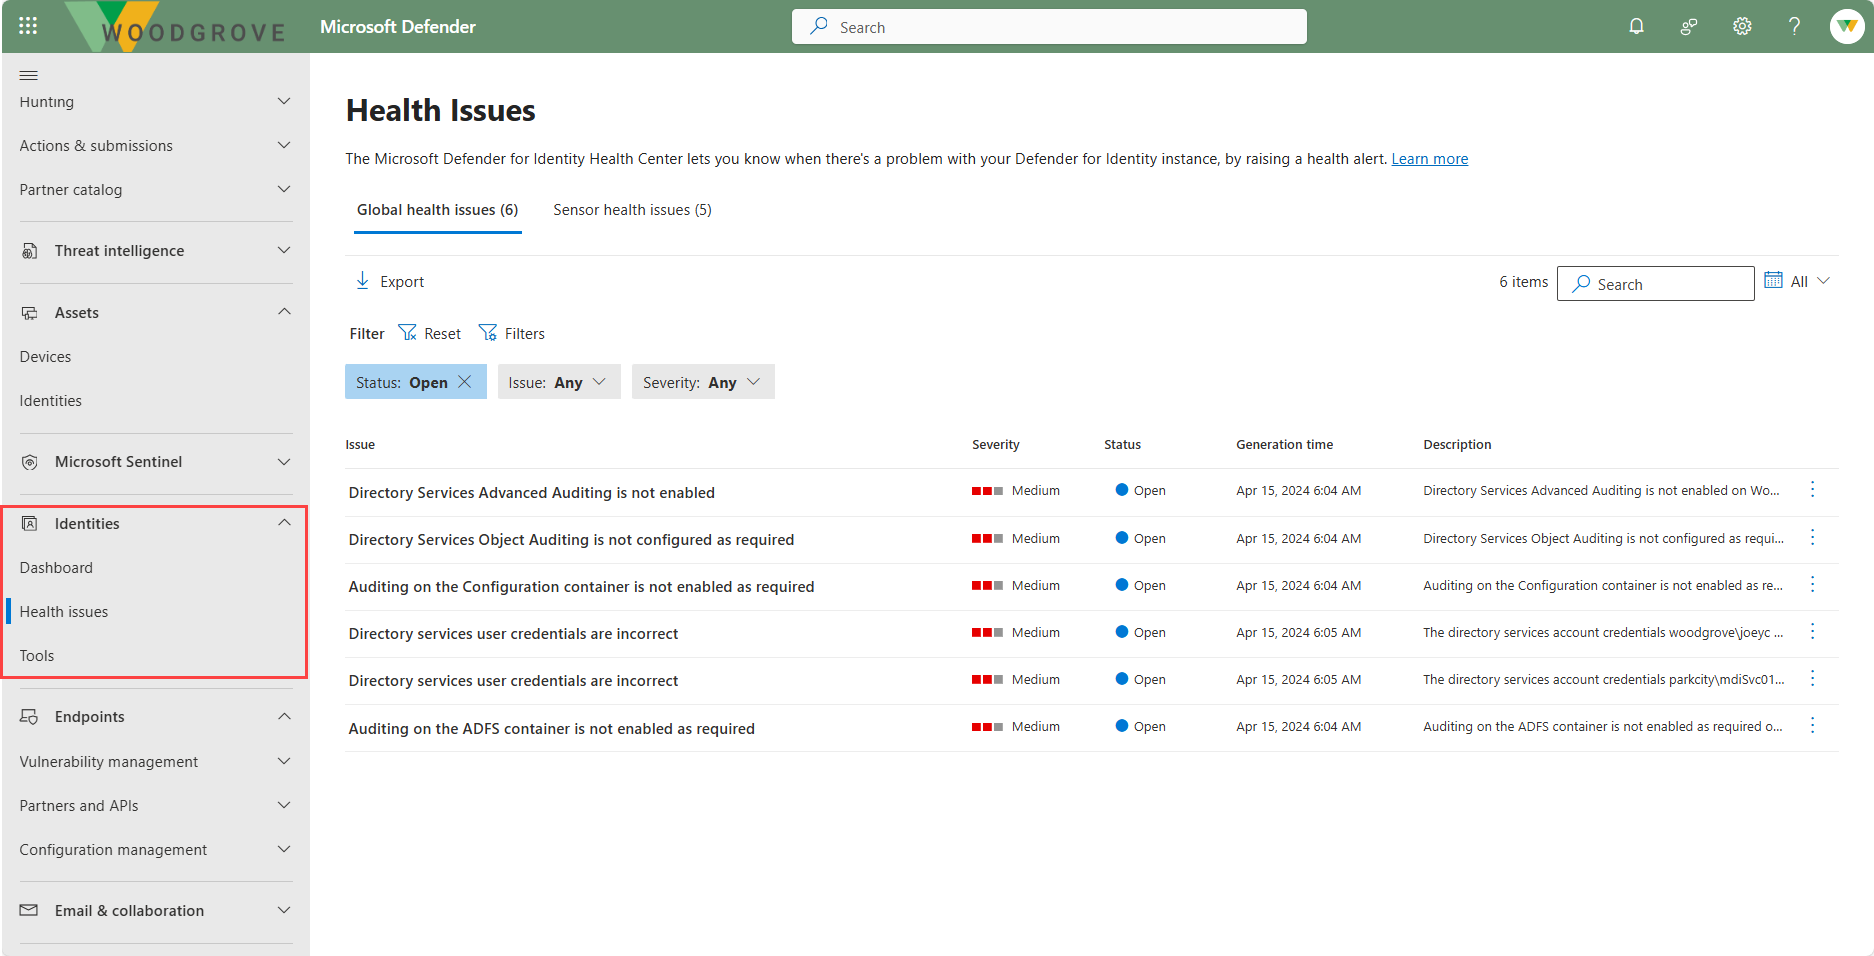 WOODGROVE
Microsoft Defender
Search
Hunting
Actions & submissions
Partner catalog
Threat intelligence
Assets
Devices
Identities
Microsoft Sentinel
Identities
Dashboard
Health issues
Tools
Endpoints
Vulnerability management
Partners and APIs
Configuration management
Email & collaboration
Health Issues
The Microsoft Defender for Identity Health Center lets you know when there's a problem with your Defender for Identity instance, by raising a health alert. Learn more
Global health issues (6) Sensor health issues (5)
Export 6 items Search All
Filter Reset Filters
Status: Open Issue: Any Severity: Any
Issue Severity Status Generation time Description
Directory Services Advanced Auditing is not enabled Medium Open Apr 15, 2024 6:04 AM Directory Services Advanced Auditing is not enabled on Wo...
Directory Services Object Auditing is not configured as required Medium Open Apr 15, 2024 6:04 AM Directory Services Object Auditing is not configured as requi...
Auditing on the Configuration container is not enabled as required Medium Open Apr 15, 2024 6:04 AM Auditing on the Configuration container is not enabled as re...
Directory services user credentials are incorrect Medium Open Apr 15, 2024 6:05 AM The directory services account credentials woodgrove\joeyc ...
Directory services user credentials are incorrect Medium Open Apr 15, 2024 6:05 AM The directory services account credentials parkcity\mdiSvc01...
Auditing on the ADFS container is not enabled as required Medium Open Apr 15, 2024 6:04 AM Auditing on the ADFS container is not enabled as required o...